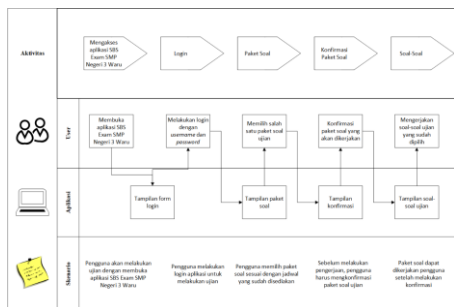 Aktivitas
Mengakses
aplikasi SBS
Exam SMP
Negeri 3 Waru
Login
Paket Soal
Konfirmasi
Paket Soal
Soal-Soal
User
Membuka
aplikasi SBS
Exam SMP
Negeri 3 Waru
Melakukan login
dengan
username dan
password
Memilih salah
satu paket soal
ujian
Konfirmasi
paket soal yang
akan dikerjakan
Mengerjakan
soal-soal ujian
yang sudah
dipilih
Aplikasi
Tampilan form
login
Tampilan paket
soal
Tampilan
konfirmasi
Tampilan soal-
soal ujian
Skenario
Pengguna akan melakukan
ujian dengan membuka
aplikasi SBS Exam SMP
Negeri 3 Waru
Pengguna melakukan
login aplikasi untuk
melakukan ujian
Pengguna memilih paket
soal sesuai dengan jadwal
yang sudah disediakan
Sebelum melakukan
pengerjaan, pengguna
harus mengkonfirmasi
paket soal ujian
Paket soal dapat
dikerjakan pengguna
setelah melakukan
konfirmasi